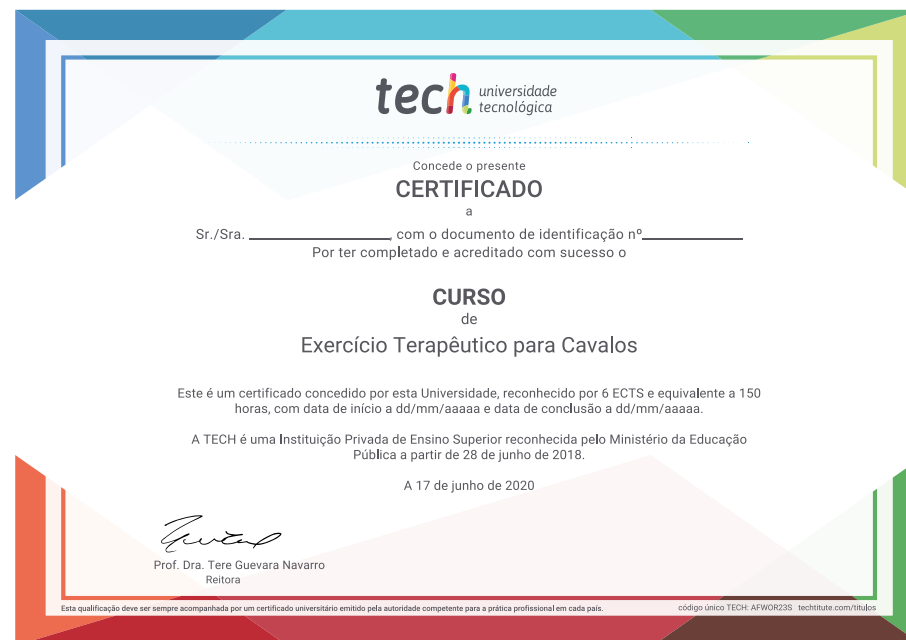 tech universidade
tecnológica
Concede o presente
CERTIFICADO
a
Sr./Sra. ____________________, com o documento de identificação nº______________
Por ter completado e acreditado com sucesso o
CURSO
de
Exercício Terapêutico para Cavalos
Este é um certificado concedido por esta Universidade, reconhecido por 6 ECTS e equivalente a 150
horas, com data de início a dd/mm/aaaaa e data de conclusão a dd/mm/aaaaa.
A TECH é uma Instituição Privada de Ensino Superior reconhecida pelo Ministério da Educação
Pública a partir de 28 de junho de 2018.
A 17 de junho de 2020
Prof. Dra. Tere Guevara Navarro
Reitora
Esta qualificação deve ser sempre acompanhada por um certificado universitário emitido pela autoridade competente para a prática profissional em cada país. código único TECH: AFWOR23S techtitute.com/titulos